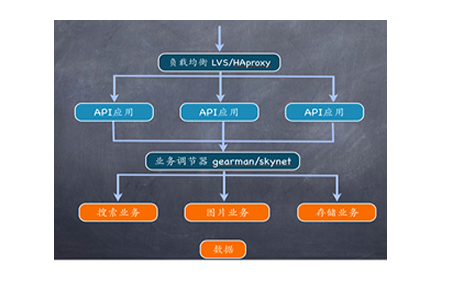 负载均衡 LVS/HAproxy
API应用 API应用 API应用
业务调节器 gearman/skynet
搜索业务 图片业务 存储业务
数据